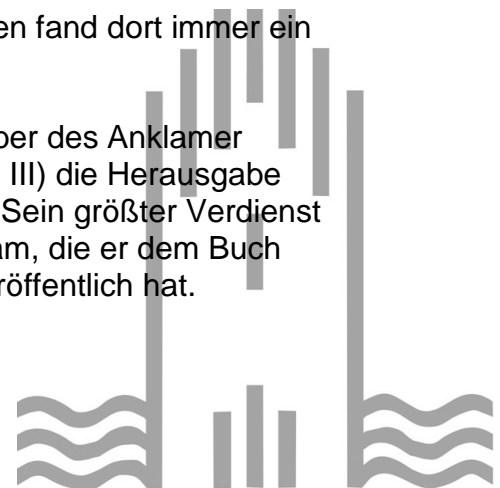 en fand dort immer ein
ber des Anklamer
III) die Herausgabe
Sein größter Verdienst
am, die er dem Buch
röffentlich hat.